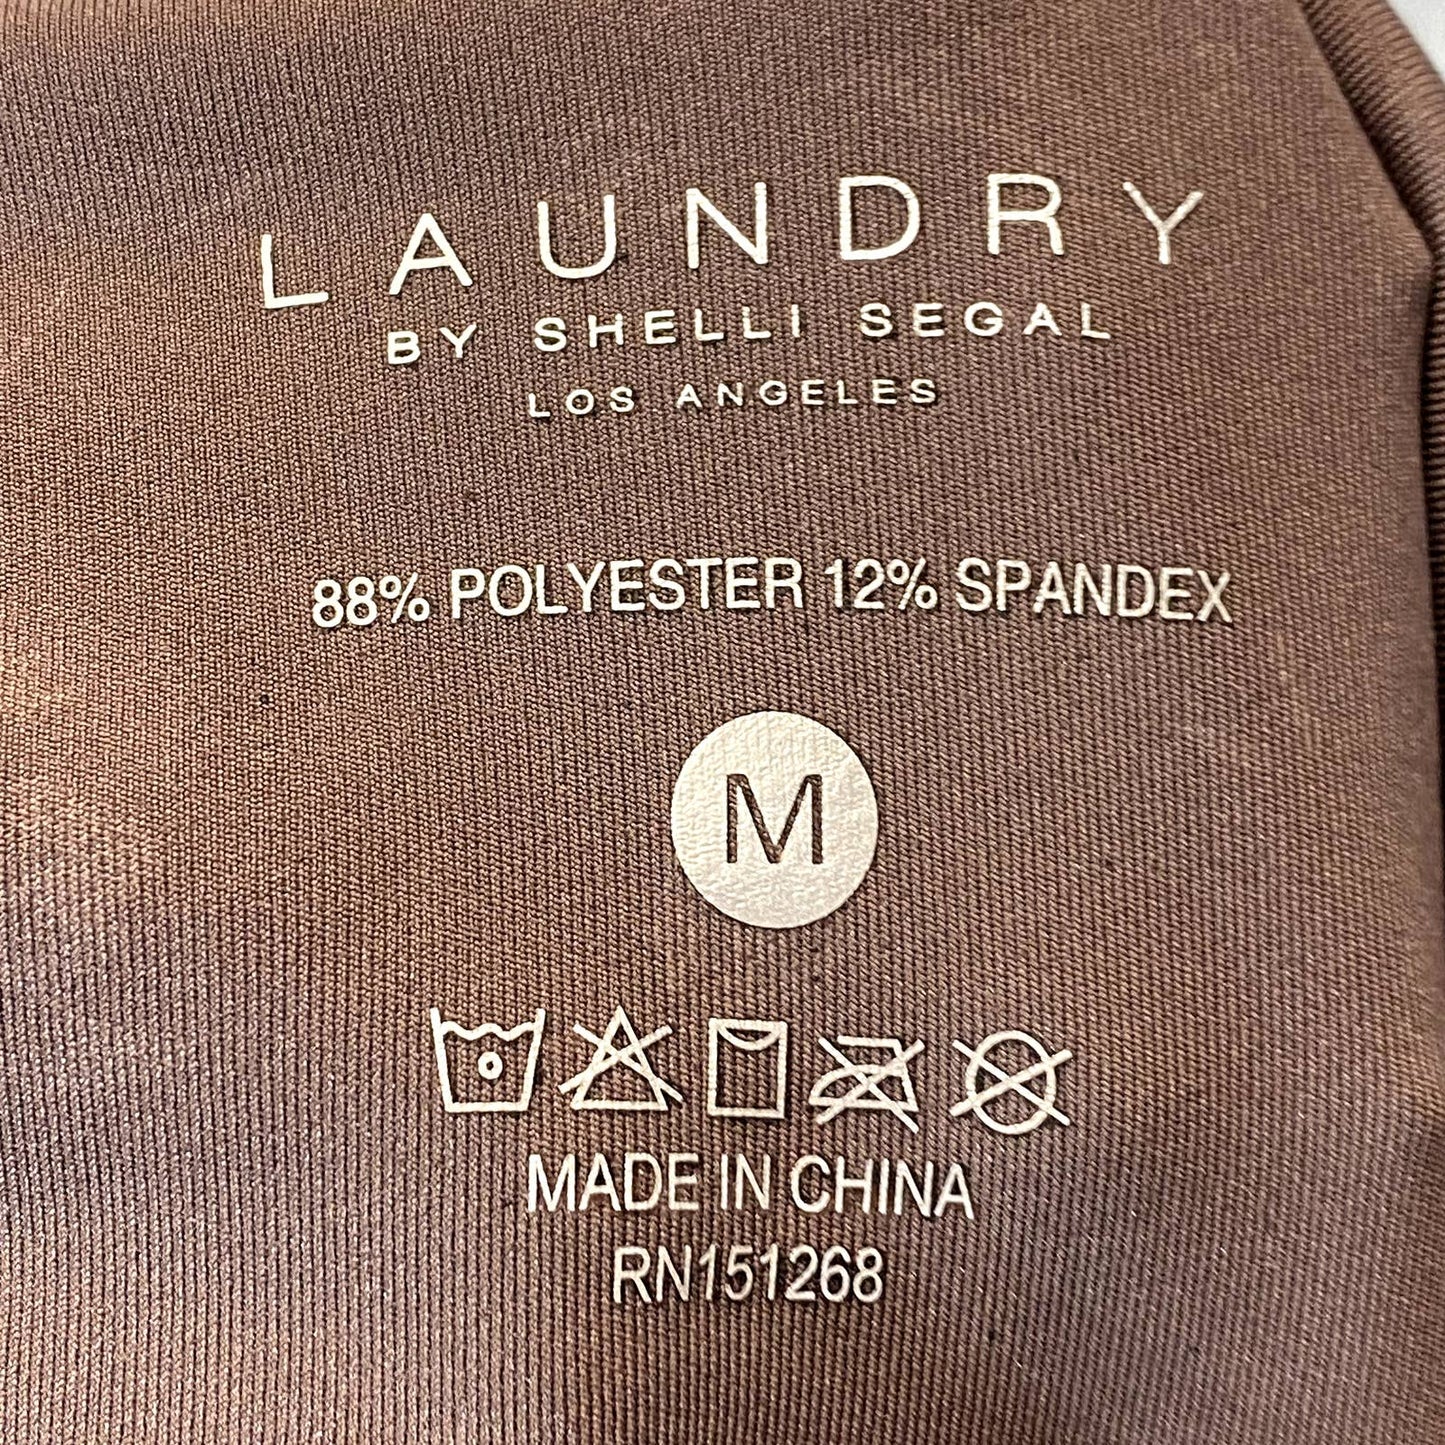 LAUNDRY
BY SHELLI SEGAL
LOS ANGELES
88% POLYESTER 12% SPANDEX
M
MADE IN CHINA
RN151268